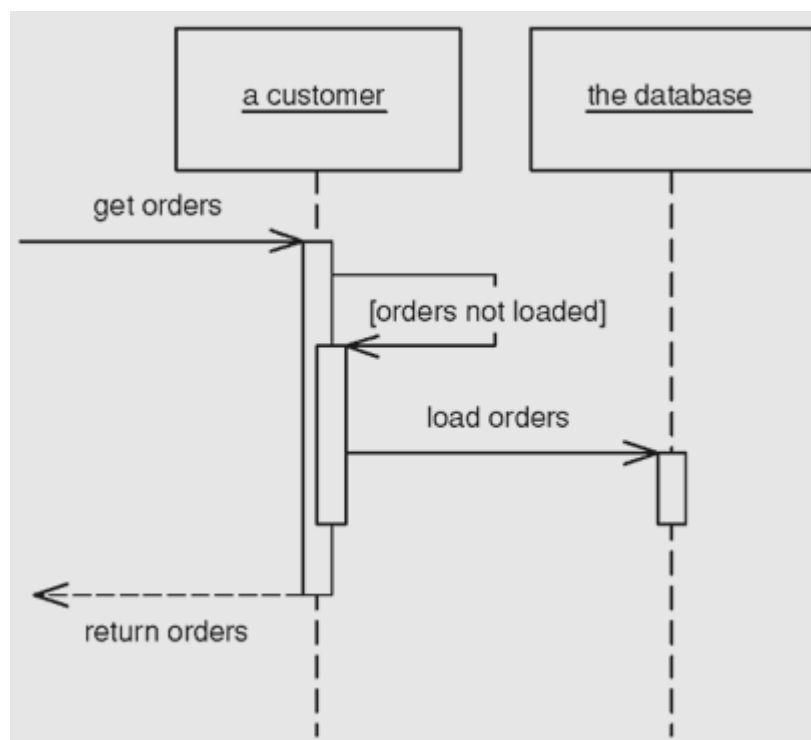 a customer
the database
get orders
[orders not loaded]
load orders
return orders